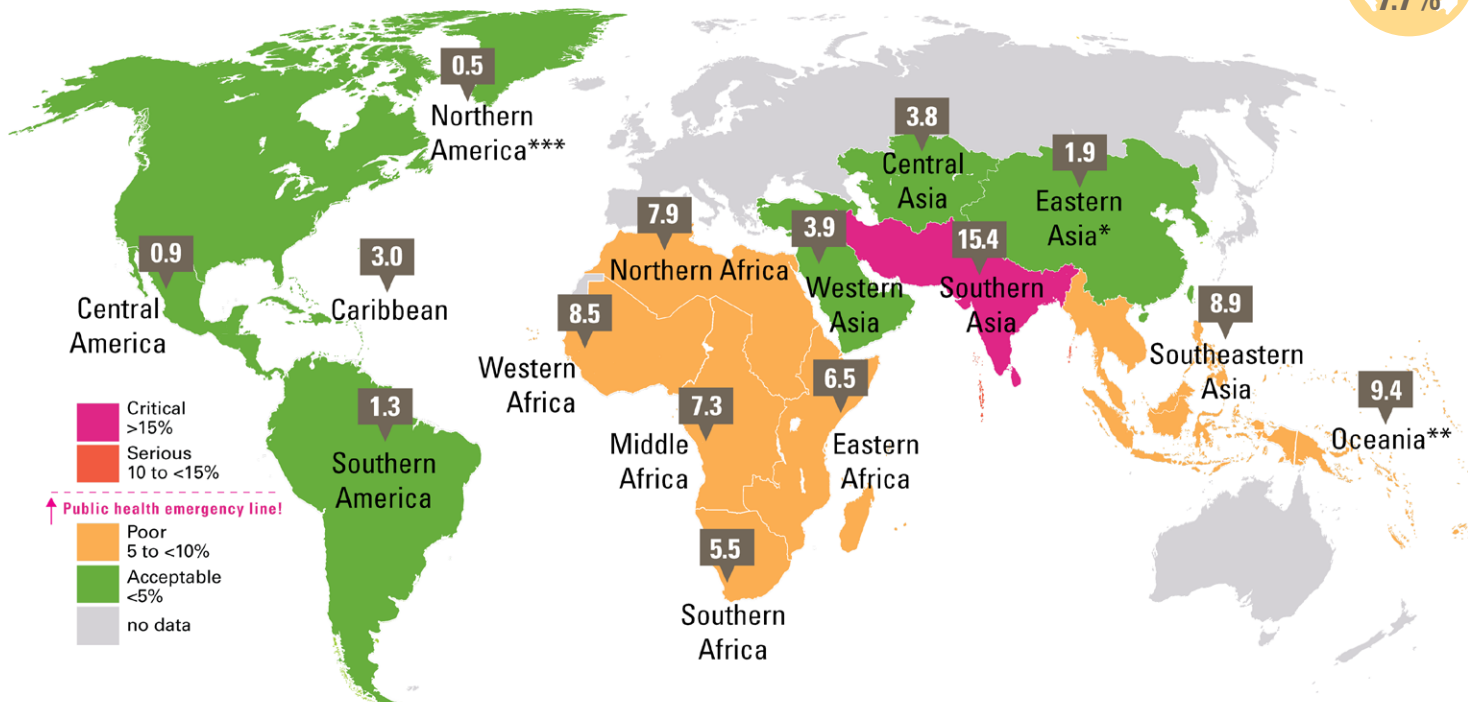 7.7%
0.5
Northern
America***
3.8
Central
Asia
1.9
Eastern
Asia*
7.9
Northern Africa
3.9
Western
Asia
15.4
Southern
Asia
0.9
Central
America
3.0
Caribbean
8.5
Western
Africa
8.9
Southeastern
Asia
6.5
Eastern
Africa
7.3
Middle
Africa
9.4
Oceania**
1.3
Southern
America
5.5
Southern
Africa
Critical
>15%
Serious
10 to <15%
Public health emergency line!
Poor
5 to <10%
Acceptable
<5%
no data